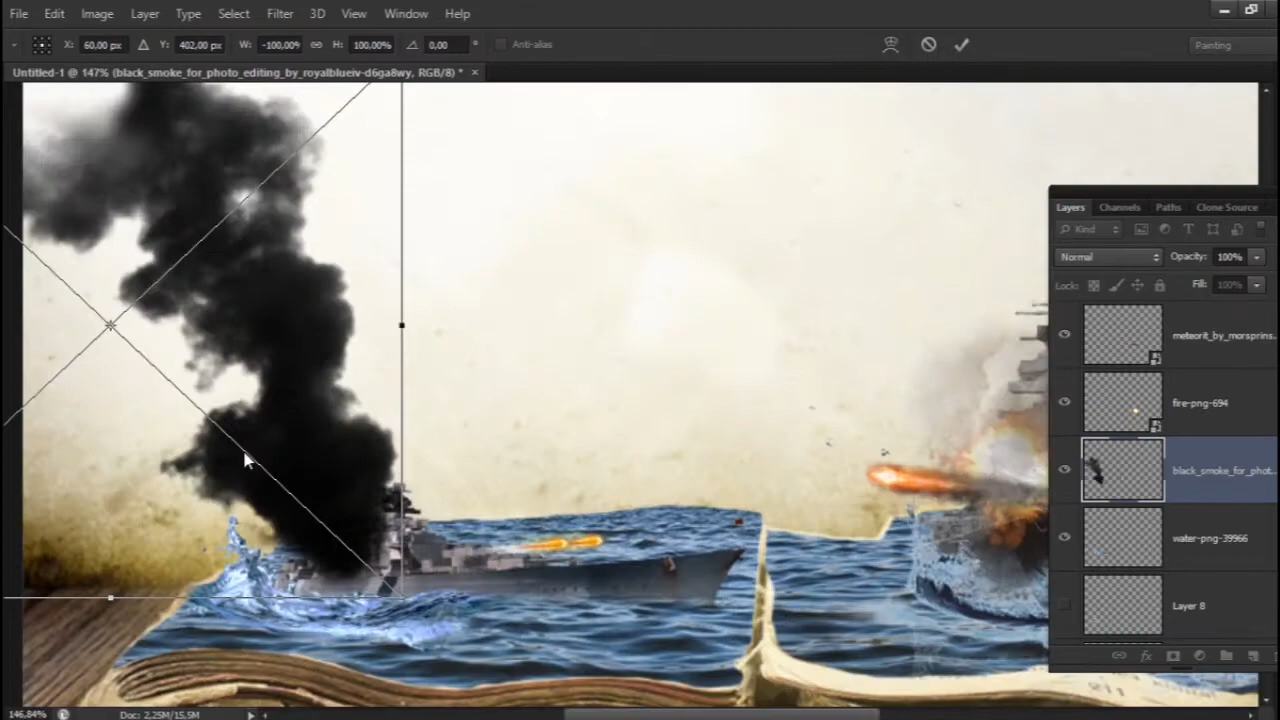 File Edit Image Layer Type Select Filter 3D View Window Help
X: 60,00 px Y: 402,00 px W: -100,00% H: 100,00% 0,00 ° Anti-alias Painting
Untitled-1 @ 147% (black_smoke_for_photo_editing_by_royalblueiv-d6ga8wy, RGB/8) * ×
Layers Channels Paths Clone Source
Kind
Normal Opacity: 100%
Lock: Fill: 100%
meteorit_by_morsprins...
fire-png-694
black_smoke_for_phot...
water-png-39966
Layer 8
146,84% Doc: 2,25M/15,5M